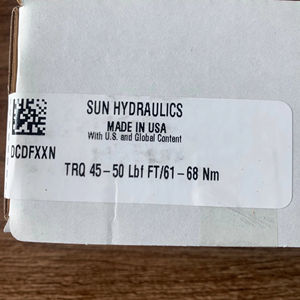 SUN HYDRAULICS
MADE IN USA
With U.S. and Global Content
DCDFXXN
TRQ 45-50 Lbf FT/61-68 Nm